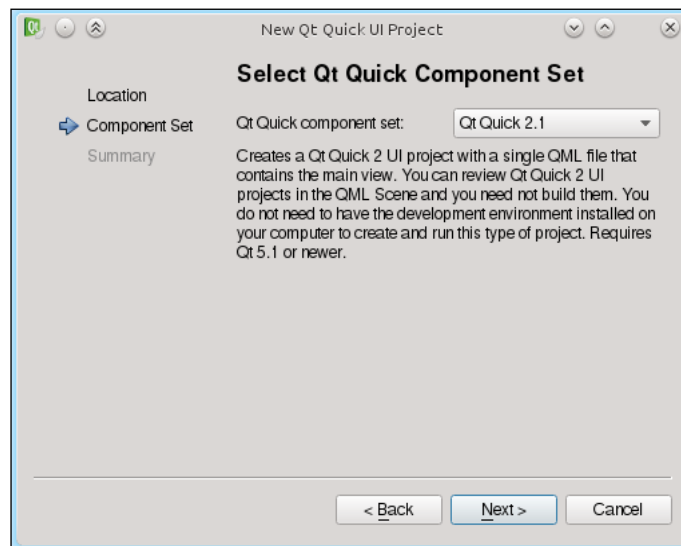 New Qt Quick UI Project
Select Qt Quick Component Set
Location
Component Set
Summary
Qt Quick component set:
Qt Quick 2.1
Creates a Qt Quick 2 UI project with a single QML file that
contains the main view. You can review Qt Quick 2 UI
projects in the QML Scene and you need not build them. You
do not need to have the development environment installed on
your computer to create and run this type of project. Requires
Qt 5.1 or newer.
< Back
Next >
Cancel